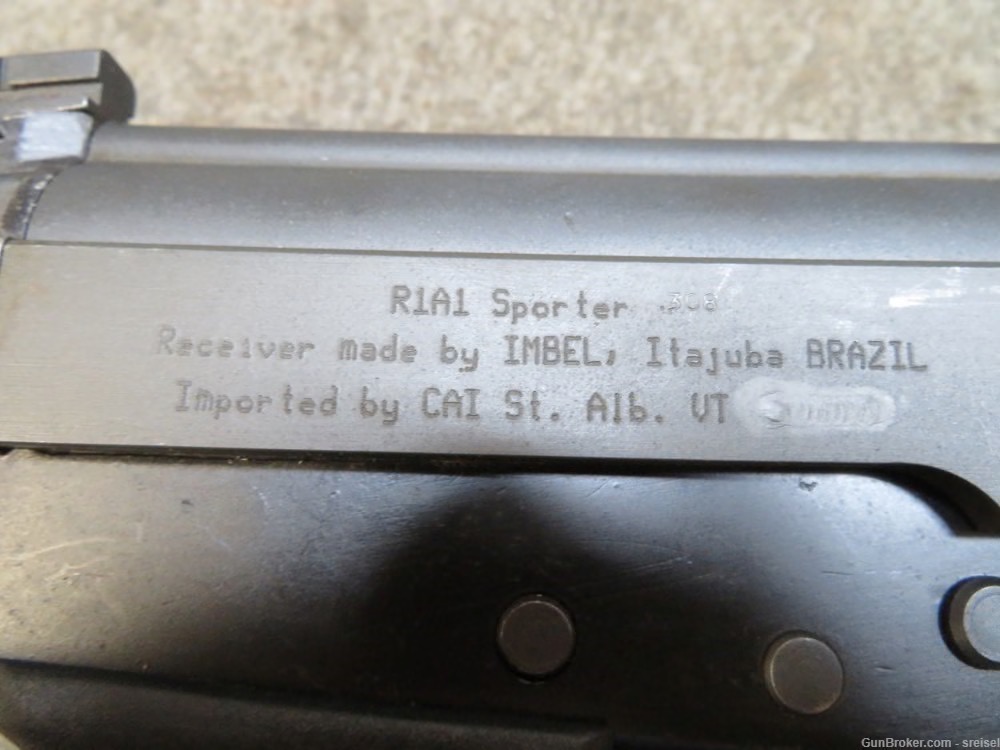 R1A1 Sporter .308
Receiver made by IMBEL, Itajuba BRAZIL
Imported by CAI St. Alb. VT
GunBroker.com - sreisel